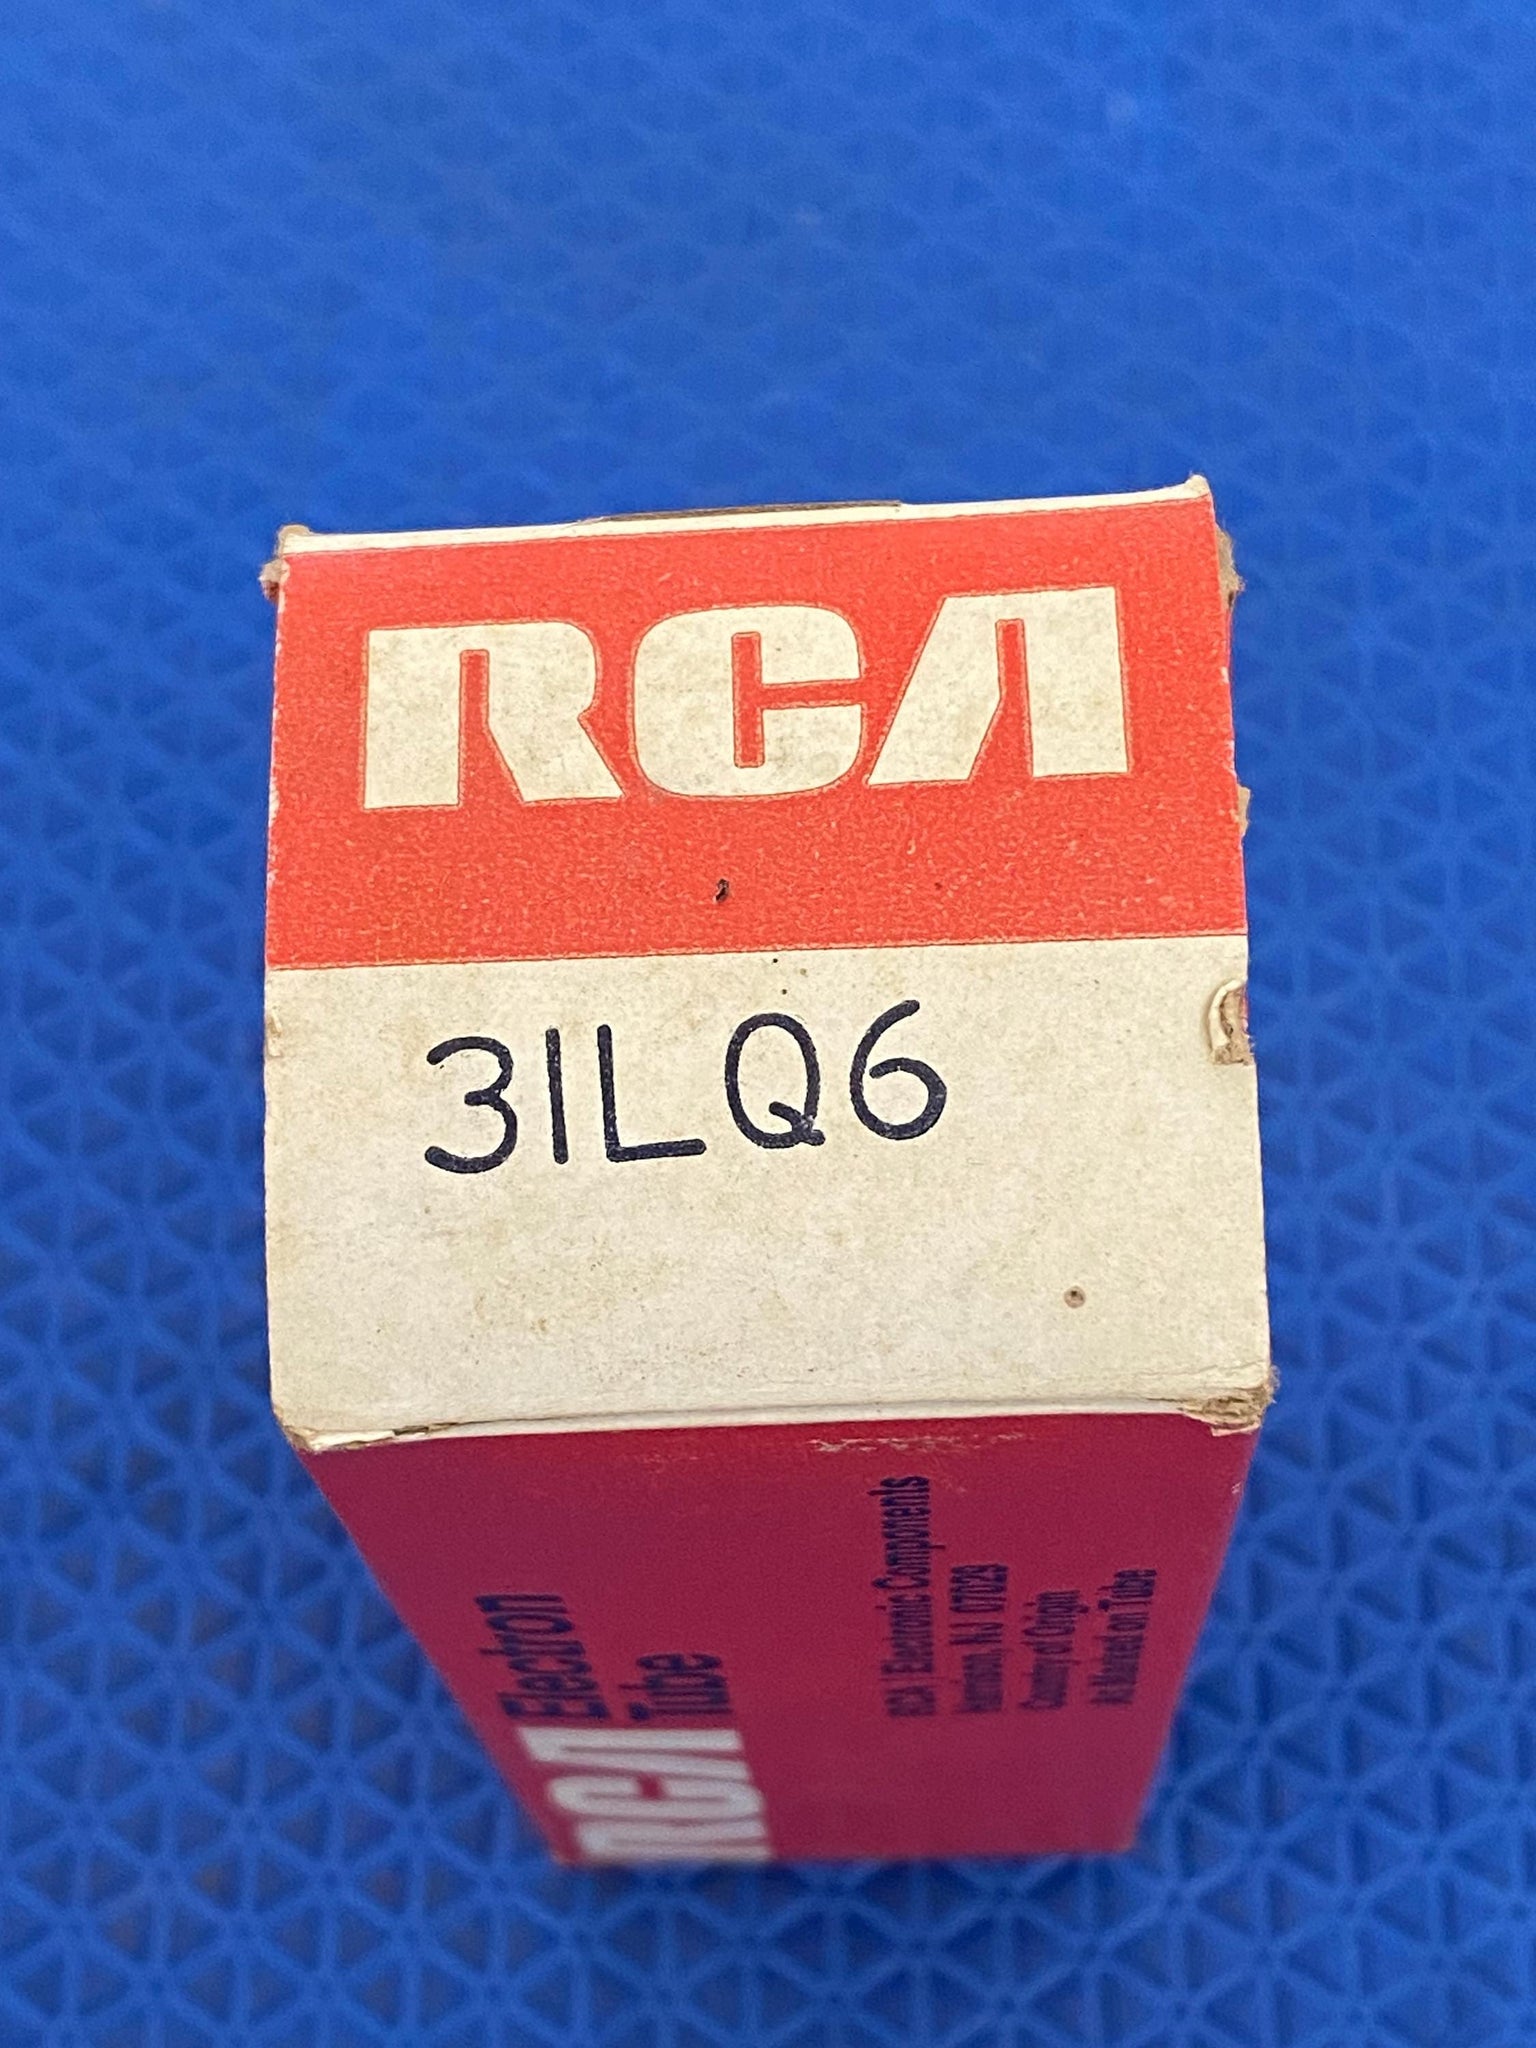 RCA
31LQ6
RCA Electron
Tube
RCA | Electronic Components
Harrison, NJ 07029
Country of Origin
As Marked on Tube